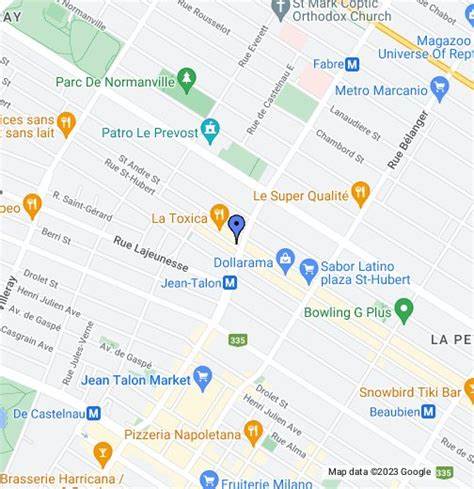 AY
Rue Rousselot
St Mark Coptic
Orthodox Church
Rue Chabot
Rue Everett
Magazoo
Universe Of Rept
Fabre M
Rue de Castelnau E
Parc De Normanville
Metro Marcanio
Lanaudière St
Chambord St
Rue Bélanger
ices sans
t sans lait
Patro Le Prevost
St Andre St
Rue St-Hubert
Le Super Qualité
R. Saint-Gérard
peo
La Toxica
Berri St
Rue Lajeunesse
Dollarama
Sabor Latino
plaza St-Hubert
Jean-Talon M
Drolet St
Henri Julien Ave
Villeray
Casgrain Ave
Rue Jules-Verne
Av. de Gaspé
Bowling G Plus
335
LA PE
Av. de Gaspé
Jean Talon Market
335
Drolet St
Snowbird Tiki Bar
Beaubien M
De Castelnau M
Henri Julien Ave
Pizzeria Napoletana
Rue Alma
Brasserie Harricana /
Fruiterie Milano
Map data ©2023 Google